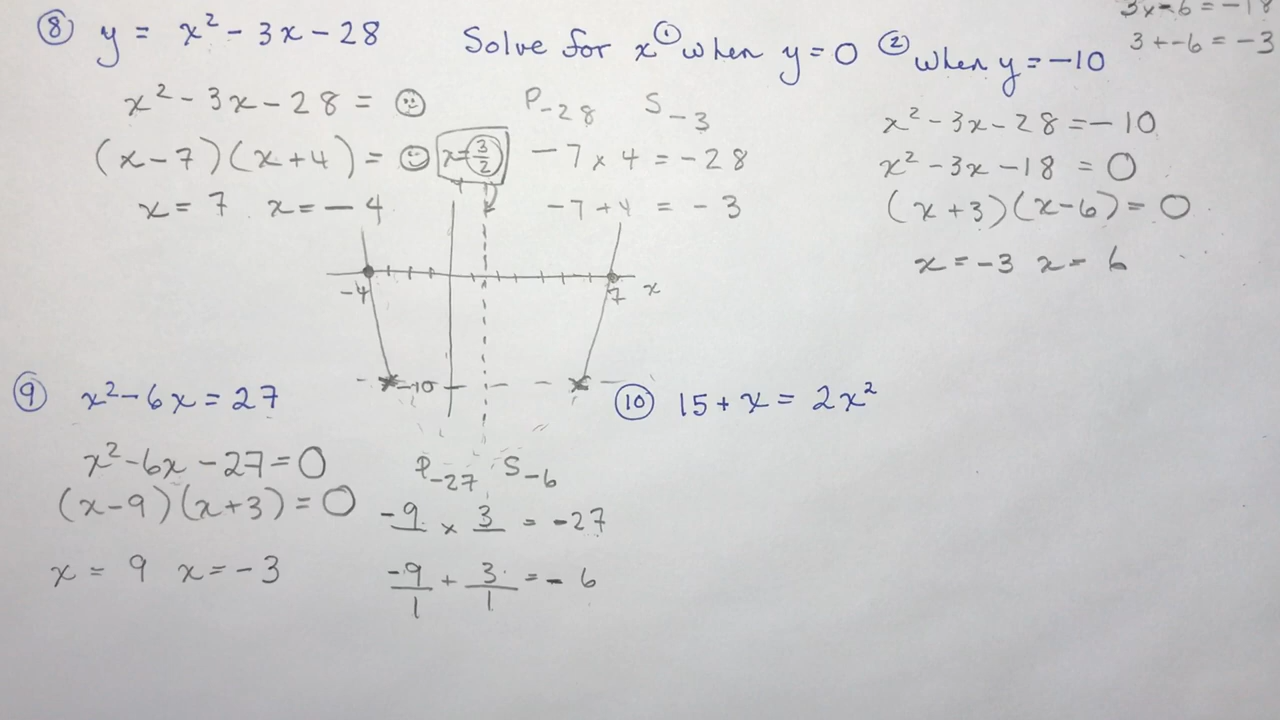 ⑧ y = x² - 3x - 28 Solve for x ① when y = 0 ② when y = -10
3x-6 = -18
3 + -6 = -3
x² - 3x - 28 = ☺
(x - 7)(x + 4) = ☺
x = 7 x = -4
x = 3/2
P-28 S-3
-7 x 4 = -28
-7 + 4 = -3
x² - 3x - 28 = -10
x² - 3x - 18 = 0
(x + 3)(x - 6) = 0
x = -3 x = 6
-4 7 x
-10
⑨ x² - 6x = 27
x² - 6x - 27 = 0
(x - 9)(x + 3) = 0
x = 9 x = -3
P-27 S-6
-9 x 3 = -27
-9/1 + 3/1 = -6
⑩ 15 + x = 2x²